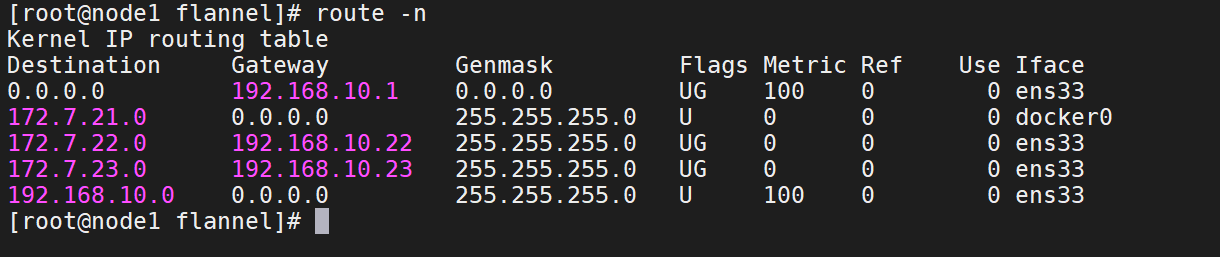 [root@node1 flannel]# route -n
Kernel IP routing table
Destination     Gateway         Genmask         Flags Metric Ref    Use Iface
0.0.0.0         192.168.10.1    0.0.0.0         UG    100    0        0 ens33
172.7.21.0      0.0.0.0         255.255.255.0   U     0      0        0 docker0
172.7.22.0      192.168.10.22   255.255.255.0   UG    0      0        0 ens33
172.7.23.0      192.168.10.23   255.255.255.0   UG    0      0        0 ens33
192.168.10.0    0.0.0.0         255.255.255.0   U     100    0        0 ens33
[root@node1 flannel]#